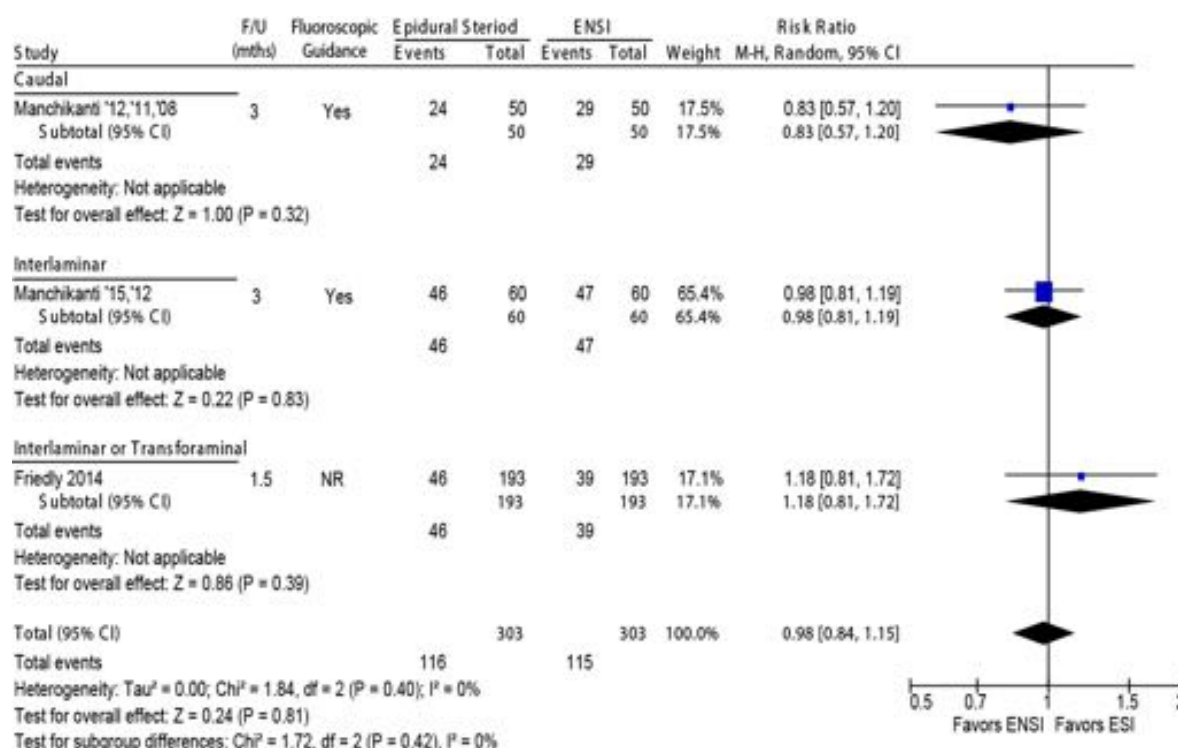 F/U Fluoroscopic Epidural Steriod ENSI Risk Ratio
Study (mths) Guidance Events Total Events Total Weight M-H, Random, 95% CI
Caudal
Manchikanti '12,'11,'08 3 Yes 24 50 29 50 17.5% 0.83 [0.57, 1.20]
Subtotal (95% CI) 50 50 17.5% 0.83 [0.57, 1.20]
Total events 24 29
Heterogeneity: Not applicable
Test for overall effect: Z = 1.00 (P = 0.32)
Interlaminar
Manchikanti '15,'12 3 Yes 46 60 47 60 65.4% 0.98 [0.81, 1.19]
Subtotal (95% CI) 60 60 65.4% 0.98 [0.81, 1.19]
Total events 46 47
Heterogeneity: Not applicable
Test for overall effect: Z = 0.22 (P = 0.83)
Interlaminar or Transforaminal
Friedly 2014 1.5 NR 46 193 39 193 17.1% 1.18 [0.81, 1.72]
Subtotal (95% CI) 193 193 17.1% 1.18 [0.81, 1.72]
Total events 46 39
Heterogeneity: Not applicable
Test for overall effect: Z = 0.86 (P = 0.39)
Total (95% CI) 303 303 100.0% 0.98 [0.84, 1.15]
Total events 116 115
Heterogeneity: Tau² = 0.00; Chi² = 1.84, df = 2 (P = 0.40); I² = 0%
Test for overall effect: Z = 0.24 (P = 0.81)
Test for subgroup differences: Chi² = 1.72, df = 2 (P = 0.42), I² = 0%
0.5 0.7 1 1.5 2
Favors ENSI Favors ESI